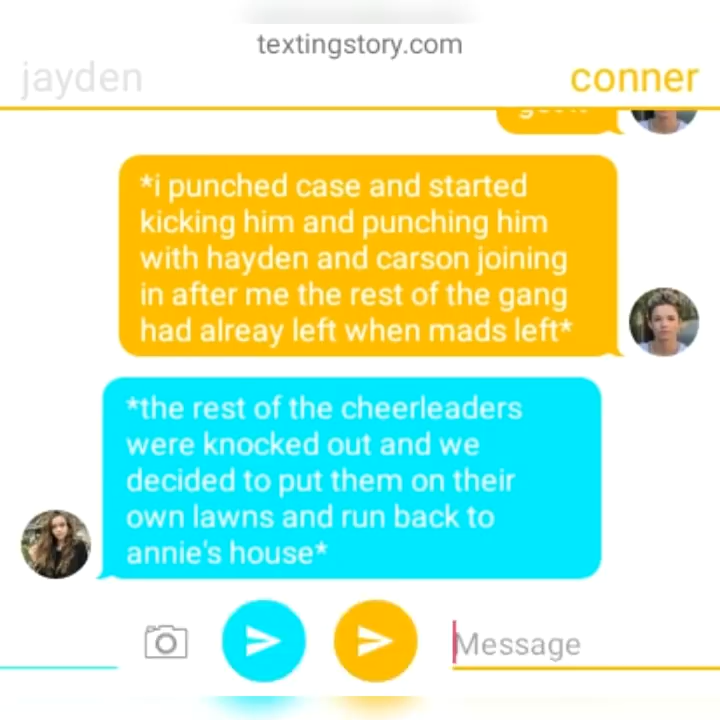 textingstory.com
jayden
conner
*i punched case and started
kicking him and punching him
with hayden and carson joining
in after me the rest of the gang
had alreay left when mads left*
*the rest of the cheerleaders
were knocked out and we
decided to put them on their
own lawns and run back to
annie's house*
Message